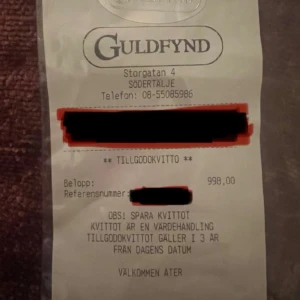 GULDFYND
Storgatan 4
SÖDERTÄLJE
Telefon: 08-55085986
** TILLGODOKVITTO **
Belopp: 998,00
Referensnummer:
OBS! SPARA KVITTOT
KVITTOT ÄR EN VÄRDEHANDLING
TILLGODOKVITTOT GÄLLER I 3 ÅR
FRÅN DAGENS DATUM
VÄLKOMMEN ÅTER